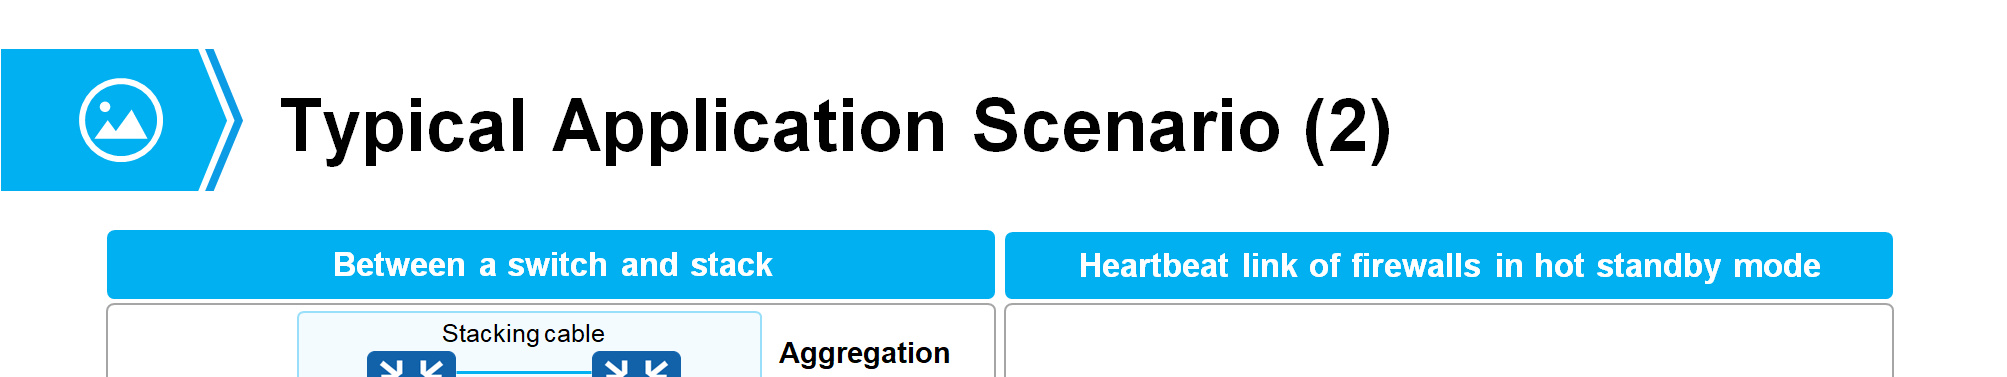 Typical Application Scenario (2)
Between a switch and stack
Heartbeat link of firewalls in hot standby mode
Stacking cable
Aggregation